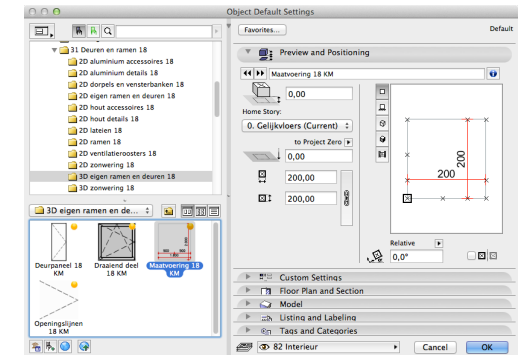 Object Default Settings
Favorites...
Default
31 Deuren en ramen 18
2D aluminium accessoires 18
2D aluminium details 18
2D dorpels en vensterbanken 18
2D eigen ramen en deuren 18
2D hout accessoires 18
2D hout details 18
2D lateien 18
2D ramen 18
2D ventilatieroosters 18
2D zonwering 18
3D eigen ramen en deuren 18
3D zonwering 18
3D eigen ramen en de...
Deurpaneel 18 KM
Draaiend deel 18 KM
Maatvoering 18 KM
Openingslijnen 18 KM
Preview and Positioning
Maatvoering 18 KM
0,00
Home Story:
0. Gelijkvloers (Current)
to Project Zero
0,00
200,00
200,00
200
200
Relative
0,0°
Custom Settings
Floor Plan and Section
Model
Listing and Labeling
Tags and Categories
82 Interieur
Cancel
OK